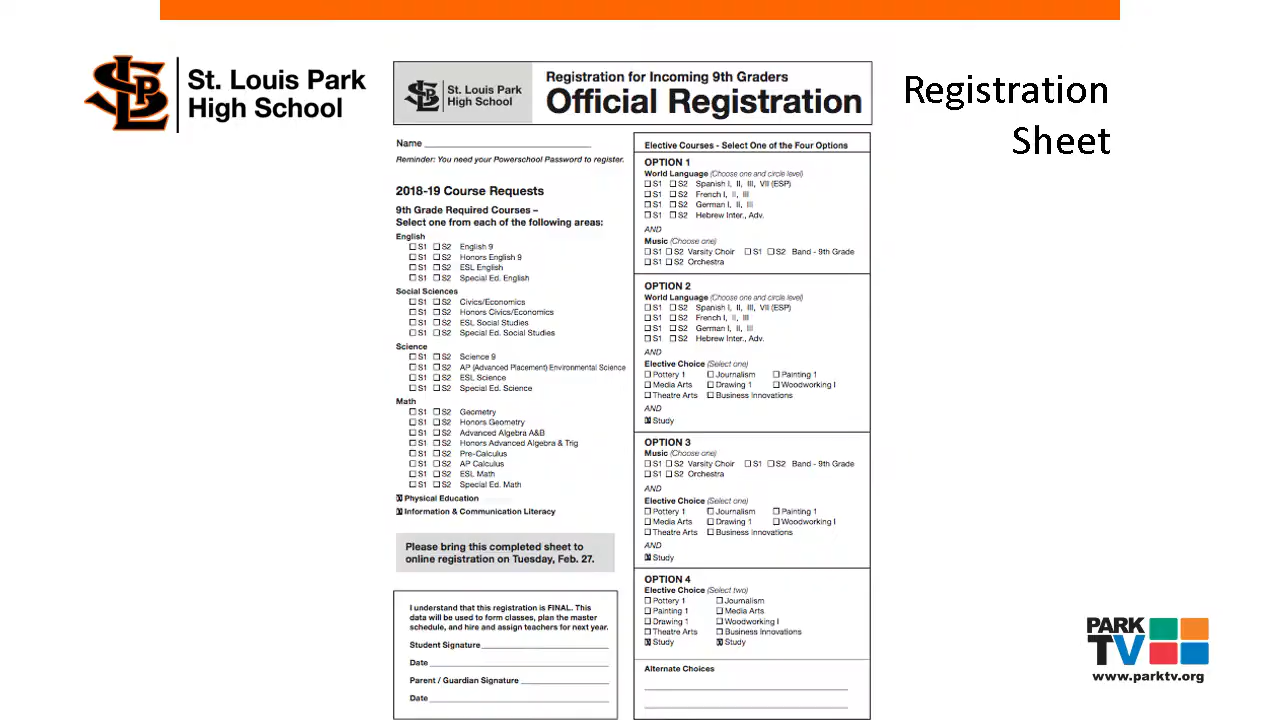 St. Louis Park
High School
Registration
Sheet
St. Louis Park
High School
Registration for Incoming 9th Graders
Official Registration
Name
Reminder: You need your Powerschool Password to register.
2018-19 Course Requests
9th Grade Required Courses –
Select one from each of the following areas:
English
☐ S1 ☐ S2 English 9
☐ S1 ☐ S2 Honors English 9
☐ S1 ☐ S2 ESL English
☐ S1 ☐ S2 Special Ed. English
Social Sciences
☐ S1 ☐ S2 Civics/Economics
☐ S1 ☐ S2 Honors Civics/Economics
☐ S1 ☐ S2 ESL Social Studies
☐ S1 ☐ S2 Special Ed. Social Studies
Science
☐ S1 ☐ S2 Science 9
☐ S1 ☐ S2 AP (Advanced Placement) Environmental Science
☐ S1 ☐ S2 ESL Science
☐ S1 ☐ S2 Special Ed. Science
Math
☐ S1 ☐ S2 Geometry
☐ S1 ☐ S2 Honors Geometry
☐ S1 ☐ S2 Advanced Algebra A&B
☐ S1 ☐ S2 Honors Advanced Algebra & Trig
☐ S1 ☐ S2 Pre-Calculus
☐ S1 ☐ S2 AP Calculus
☐ S1 ☐ S2 ESL Math
☐ S1 ☐ S2 Special Ed. Math
☒ Physical Education
☒ Information & Communication Literacy
Please bring this completed sheet to
online registration on Tuesday, Feb. 27.
I understand that this registration is FINAL. This
data will be used to form classes, plan the master
schedule, and hire and assign teachers for next year.
Student Signature
Date
Parent / Guardian Signature
Date
Elective Courses - Select One of the Four Options
OPTION 1
World Language (Choose one and circle level)
☐ S1 ☐ S2 Spanish I, II, III, VII (ESP)
☐ S1 ☐ S2 French I, II, III
☐ S1 ☐ S2 German I, II, III
☐ S1 ☐ S2 Hebrew Inter., Adv.
AND
Music (Choose one)
☐ S1 ☐ S2 Varsity Choir ☐ S1 ☐ S2 Band - 9th Grade
☐ S1 ☐ S2 Orchestra
OPTION 2
World Language (Choose one and circle level)
☐ S1 ☐ S2 Spanish I, II, III, VII (ESP)
☐ S1 ☐ S2 French I, II, III
☐ S1 ☐ S2 German I, II, III
☐ S1 ☐ S2 Hebrew Inter., Adv.
AND
Elective Choice (Select one)
☐ Pottery 1 ☐ Journalism ☐ Painting 1
☐ Media Arts ☐ Drawing 1 ☐ Woodworking I
☐ Theatre Arts ☐ Business Innovations
AND
☒ Study
OPTION 3
Music (Choose one)
☐ S1 ☐ S2 Varsity Choir ☐ S1 ☐ S2 Band - 9th Grade
☐ S1 ☐ S2 Orchestra
AND
Elective Choice (Select one)
☐ Pottery 1 ☐ Journalism ☐ Painting 1
☐ Media Arts ☐ Drawing 1 ☐ Woodworking I
☐ Theatre Arts ☐ Business Innovations
AND
☒ Study
OPTION 4
Elective Choice (Select two)
☐ Pottery 1 ☐ Journalism
☐ Painting 1 ☐ Media Arts
☐ Drawing 1 ☐ Woodworking I
☐ Theatre Arts ☐ Business Innovations
☒ Study ☒ Study
Alternate Choices
PARK
TV
www.parktv.org